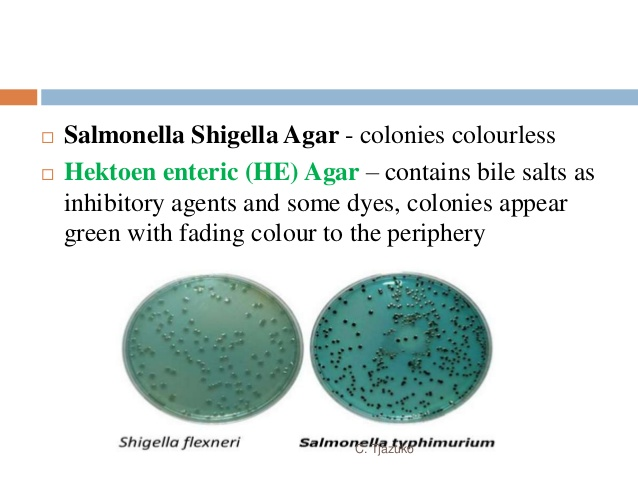 Salmonella Shigella Agar - colonies colourless
Hektoen enteric (HE) Agar – contains bile salts as
inhibitory agents and some dyes, colonies appear
green with fading colour to the periphery
Shigella flexneri
Salmonella typhimurium
C. Tjazuko